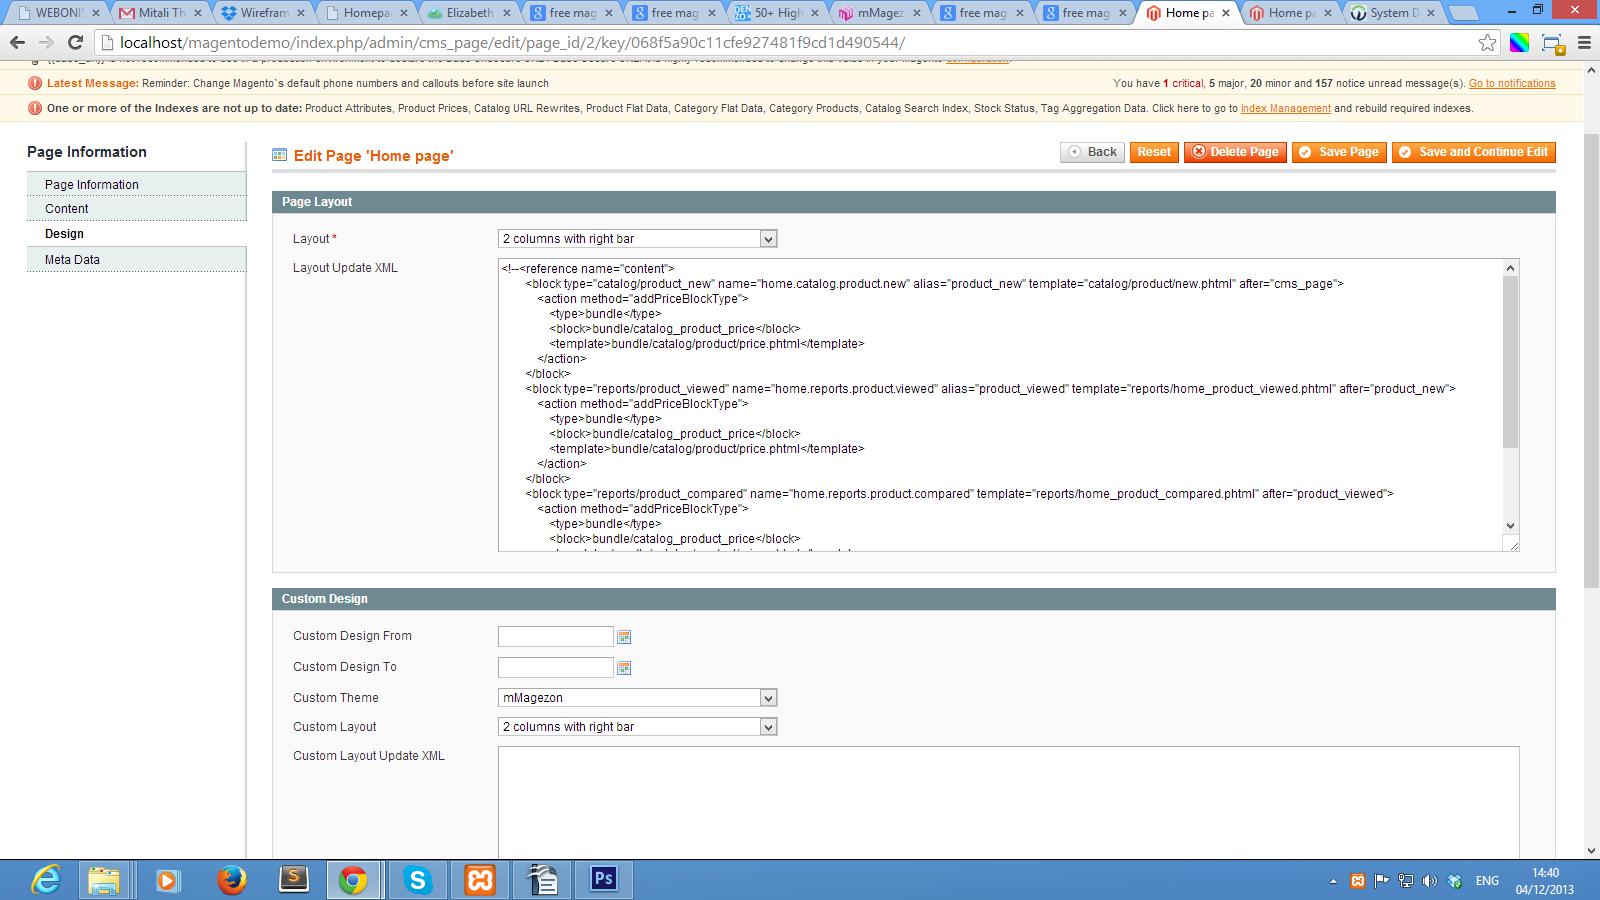 WEBONIS
Mitali Th
Wirefram
Homepa
Elizabeth
free mag
free mag
50+ High
mMagez
free mag
free mag
Home pa
Home pa
System D
localhost/magentodemo/index.php/admin/cms_page/edit/page_id/2/key/068f5a90c11cfe927481f9cd1d490544/
Latest Message: Reminder: Change Magento`s default phone numbers and callouts before site launch
You have 1 critical, 5 major, 20 minor and 157 notice unread message(s). Go to notifications
One or more of the Indexes are not up to date: Product Attributes, Product Prices, Catalog URL Rewrites, Product Flat Data, Category Flat Data, Category Products, Catalog Search Index, Stock Status, Tag Aggregation Data. Click here to go to Index Management and rebuild required indexes.
Page Information
Page Information
Content
Design
Meta Data
Edit Page 'Home page'
Back
Reset
Delete Page
Save Page
Save and Continue Edit
Page Layout
Layout *
2 columns with right bar
Layout Update XML
<!--<reference name="content">
<block type="catalog/product_new" name="home.catalog.product.new" alias="product_new" template="catalog/product/new.phtml" after="cms_page">
<action method="addPriceBlockType">
<type>bundle</type>
<block>bundle/catalog_product_price</block>
<template>bundle/catalog/product/price.phtml</template>
</action>
</block>
<block type="reports/product_viewed" name="home.reports.product.viewed" alias="product_viewed" template="reports/home_product_viewed.phtml" after="product_new">
<action method="addPriceBlockType">
<type>bundle</type>
<block>bundle/catalog_product_price</block>
<template>bundle/catalog/product/price.phtml</template>
</action>
</block>
<block type="reports/product_compared" name="home.reports.product.compared" template="reports/home_product_compared.phtml" after="product_viewed">
<action method="addPriceBlockType">
<type>bundle</type>
<block>bundle/catalog_product_price</block>
Custom Design
Custom Design From
Custom Design To
Custom Theme
mMagezon
Custom Layout
2 columns with right bar
Custom Layout Update XML
ENG
14:40
04/12/2013